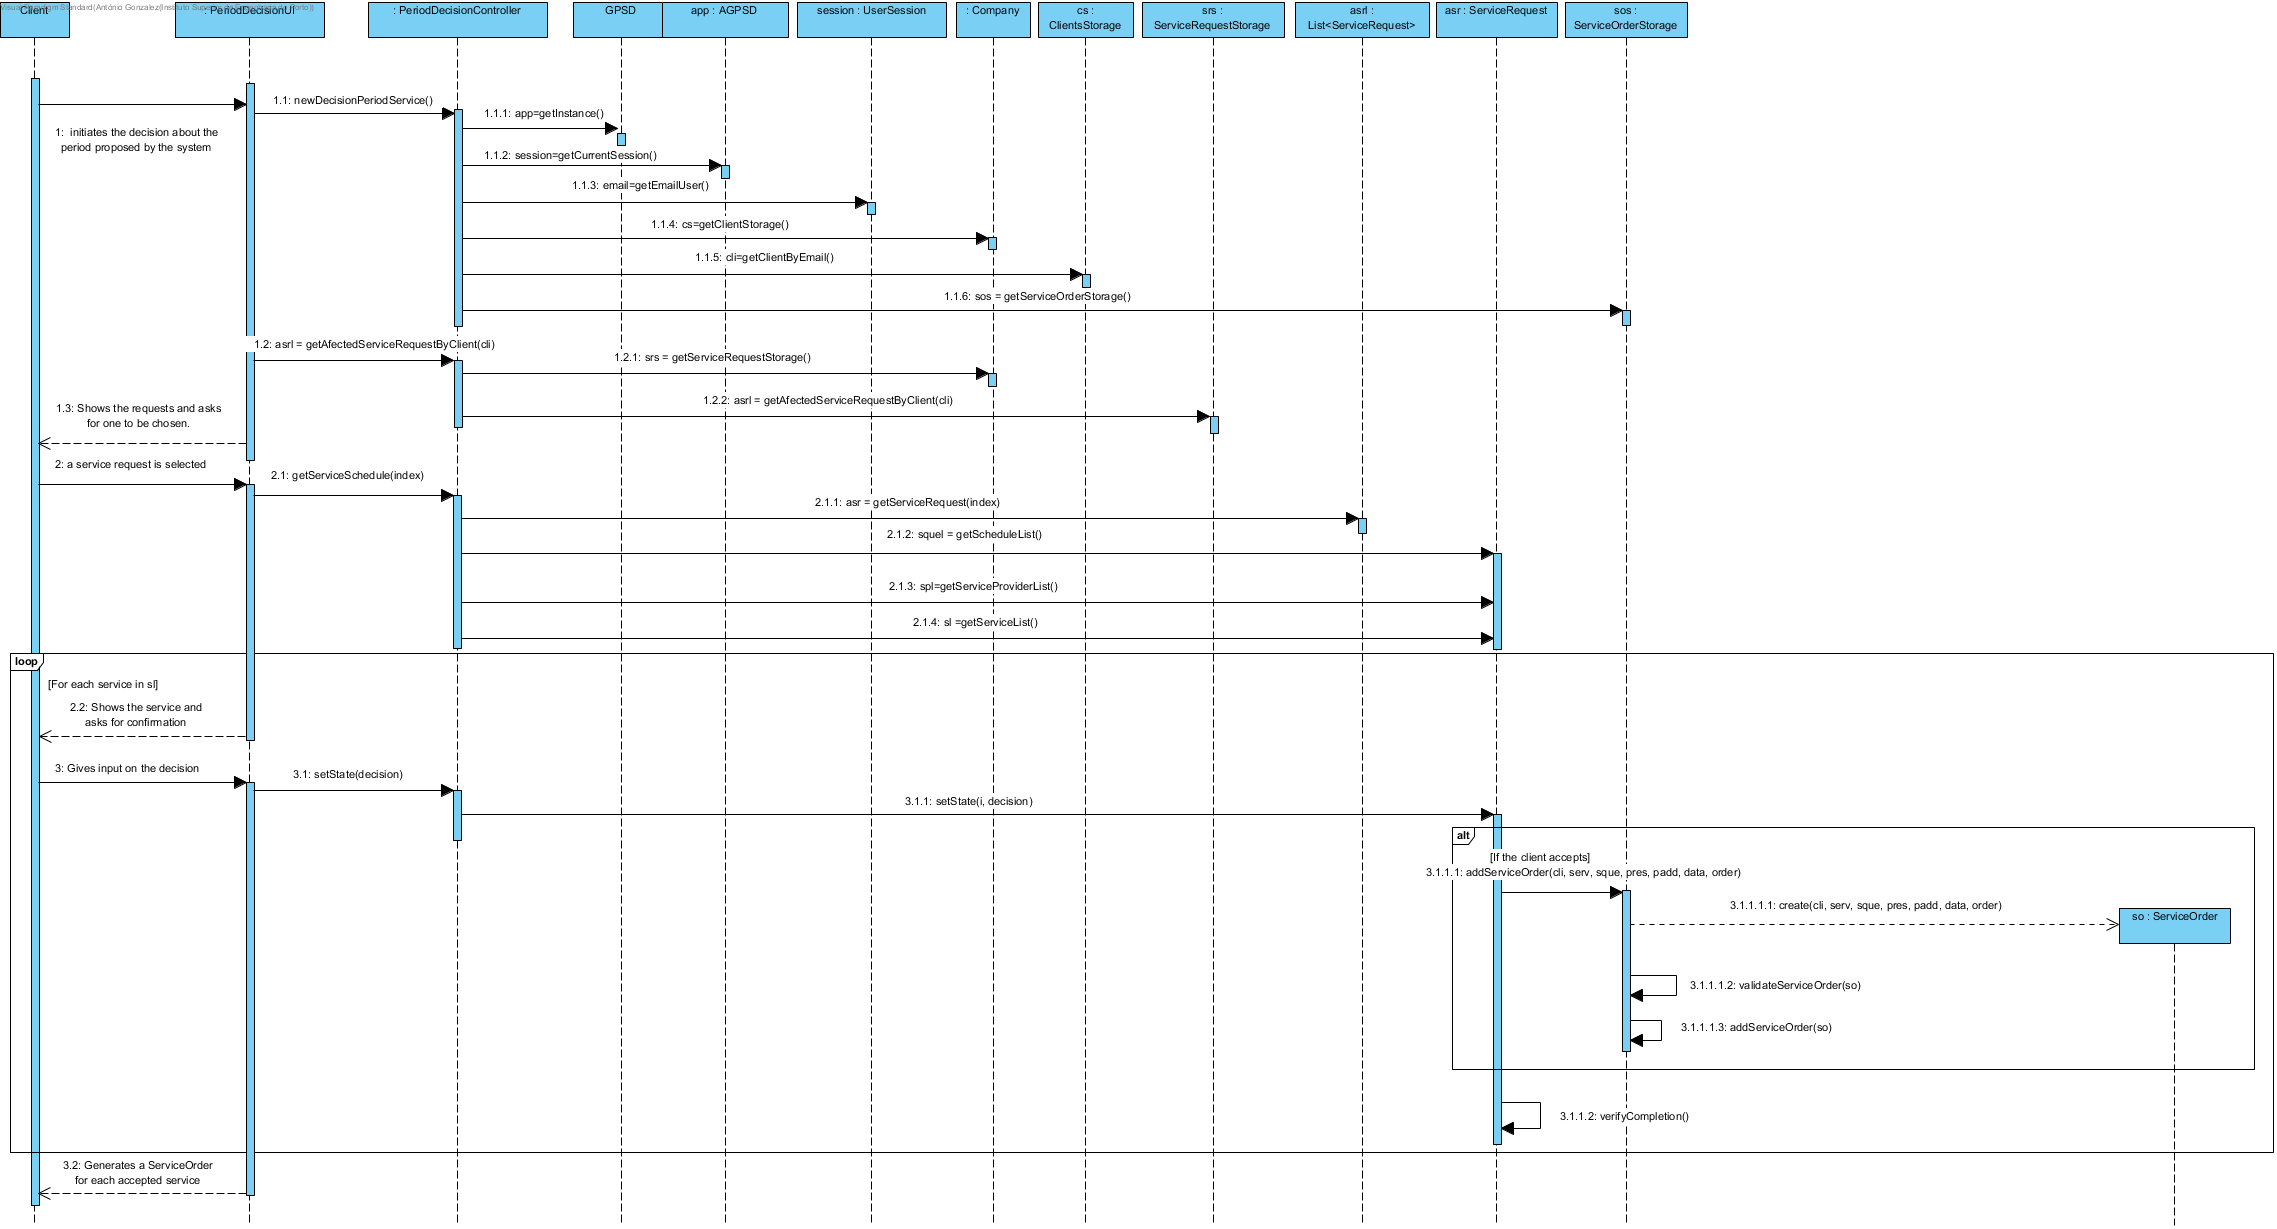 Client
: PeriodDecisionUI
: PeriodDecisionController
GPSD
app : AGPSD
session : UserSession
: Company
cs :
ClientsStorage
srs :
ServiceRequestStorage
asrl :
List<ServiceRequest>
asr : ServiceRequest
sos :
ServiceOrderStorage
1.1: newDecisionPeriodService()
1.1.1: app=getInstance()
1: initiates the decision about the
period proposed by the system
1.1.2: session=getCurrentSession()
1.1.3: email=getEmailUser()
1.1.4: cs=getClientStorage()
1.1.5: cli=getClientByEmail()
1.1.6: sos = getServiceOrderStorage()
1.2: asrl = getAfectedServiceRequestByClient(cli)
1.2.1: srs = getServiceRequestStorage()
1.2.2: asrl = getAfectedServiceRequestByClient(cli)
1.3: Shows the requests and asks
for one to be chosen.
2: a service request is selected
2.1: getServiceSchedule(index)
2.1.1: asr = getServiceRequest(index)
2.1.2: squel = getScheduleList()
2.1.3: spl=getServiceProviderList()
2.1.4: sl =getServiceList()
loop
[For each service in sl]
2.2: Shows the service and
asks for confirmation
3: Gives input on the decision
3.1: setState(decision)
3.1.1: setState(i, decision)
alt
[If the client accepts]
3.1.1.1: addServiceOrder(cli, serv, sque, pres, padd, data, order)
3.1.1.1.1: create(cli, serv, sque, pres, padd, data, order)
so : ServiceOrder
3.1.1.1.2: validateServiceOrder(so)
3.1.1.1.3: addServiceOrder(so)
3.1.1.2: verifyCompletion()
3.2: Generates a ServiceOrder
for each accepted service